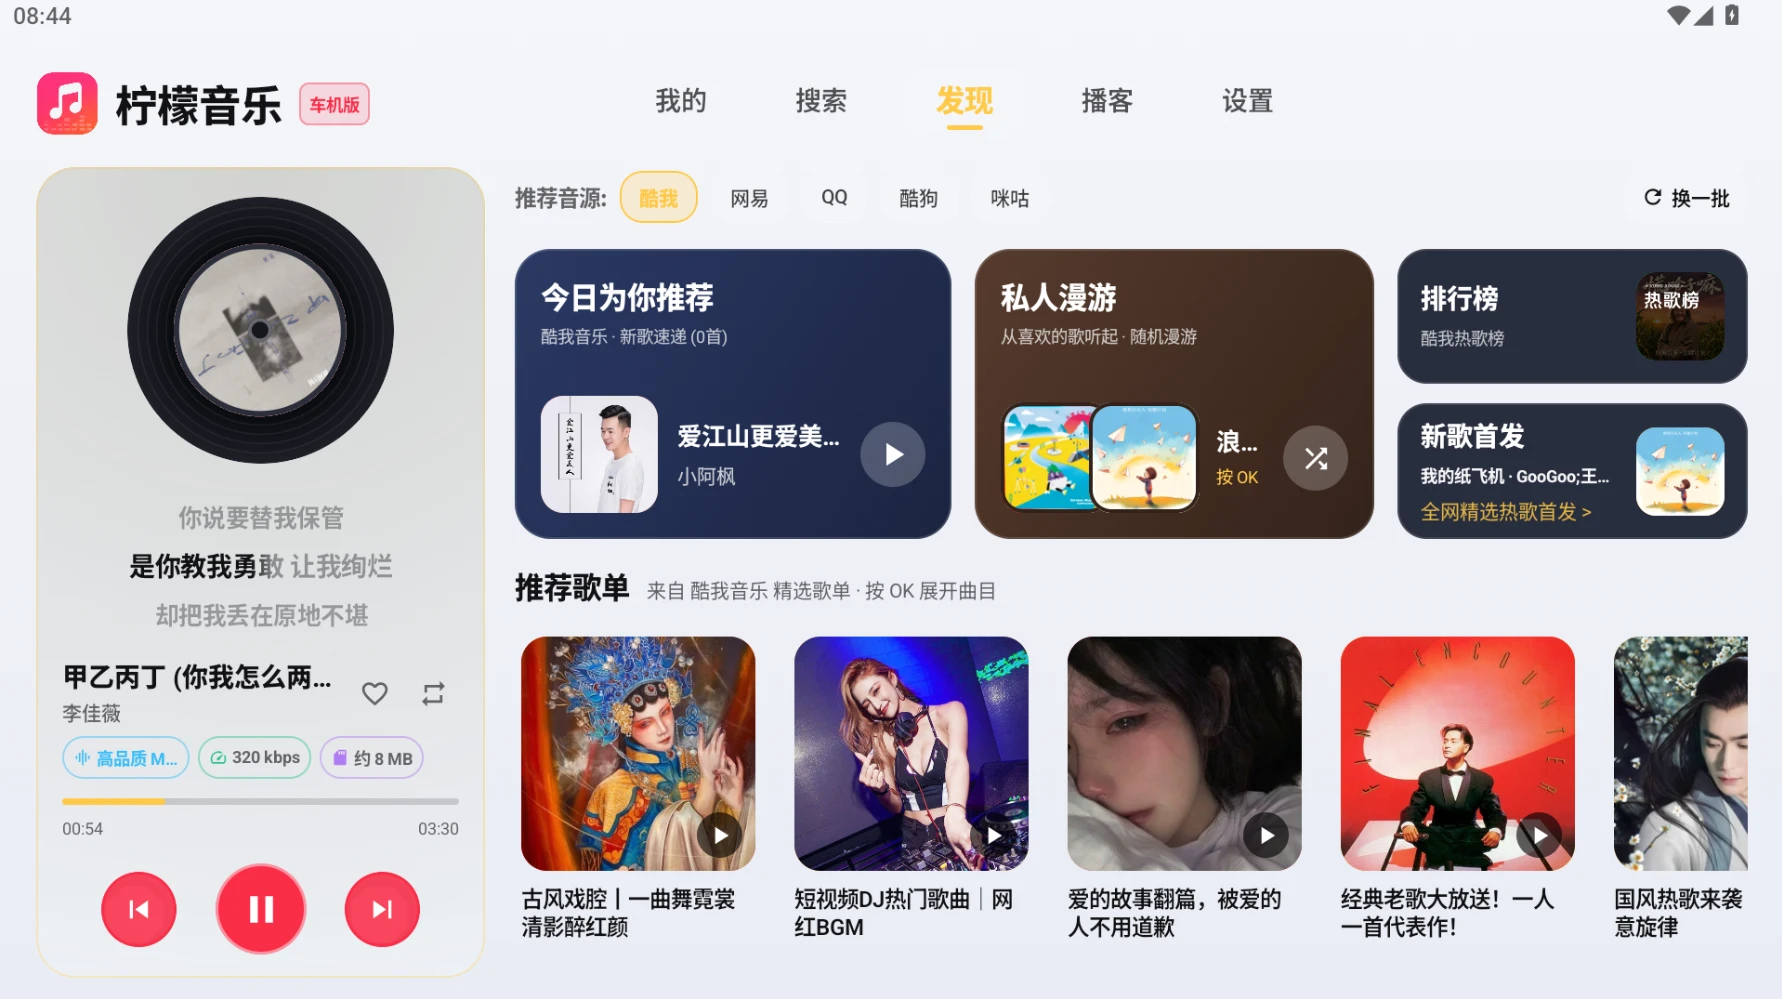 08:44
柠檬音乐
车机版
我的
搜索
发现
播客
设置
你说要替我保管
是你教我勇敢 让我绚烂
却把我丢在原地不堪
甲乙丙丁 (你我怎么两...
李佳薇
高品质 M...
320 kbps
约 8 MB
00:54
03:30
推荐音源:
酷我
网易
QQ
酷狗
咪咕
换一批
今日为你推荐
酷我音乐 · 新歌速递 (0首)
爱江山更爱美...
小阿枫
私人漫游
从喜欢的歌听起 · 随机漫游
浪...
按 OK
排行榜
酷我热歌榜
热歌榜
新歌首发
我的纸飞机 · GooGoo;王...
全网精选热歌首发 >
推荐歌单
来自 酷我音乐 精选歌单 · 按 OK 展开曲目
古风戏腔丨一曲舞霓裳
清影醉红颜
短视频DJ热门歌曲｜网
红BGM
爱的故事翻篇，被爱的
人不用道歉
FINAL ENCOUNTER
经典老歌大放送！一人
一首代表作！
国风热歌来袭
意旋律